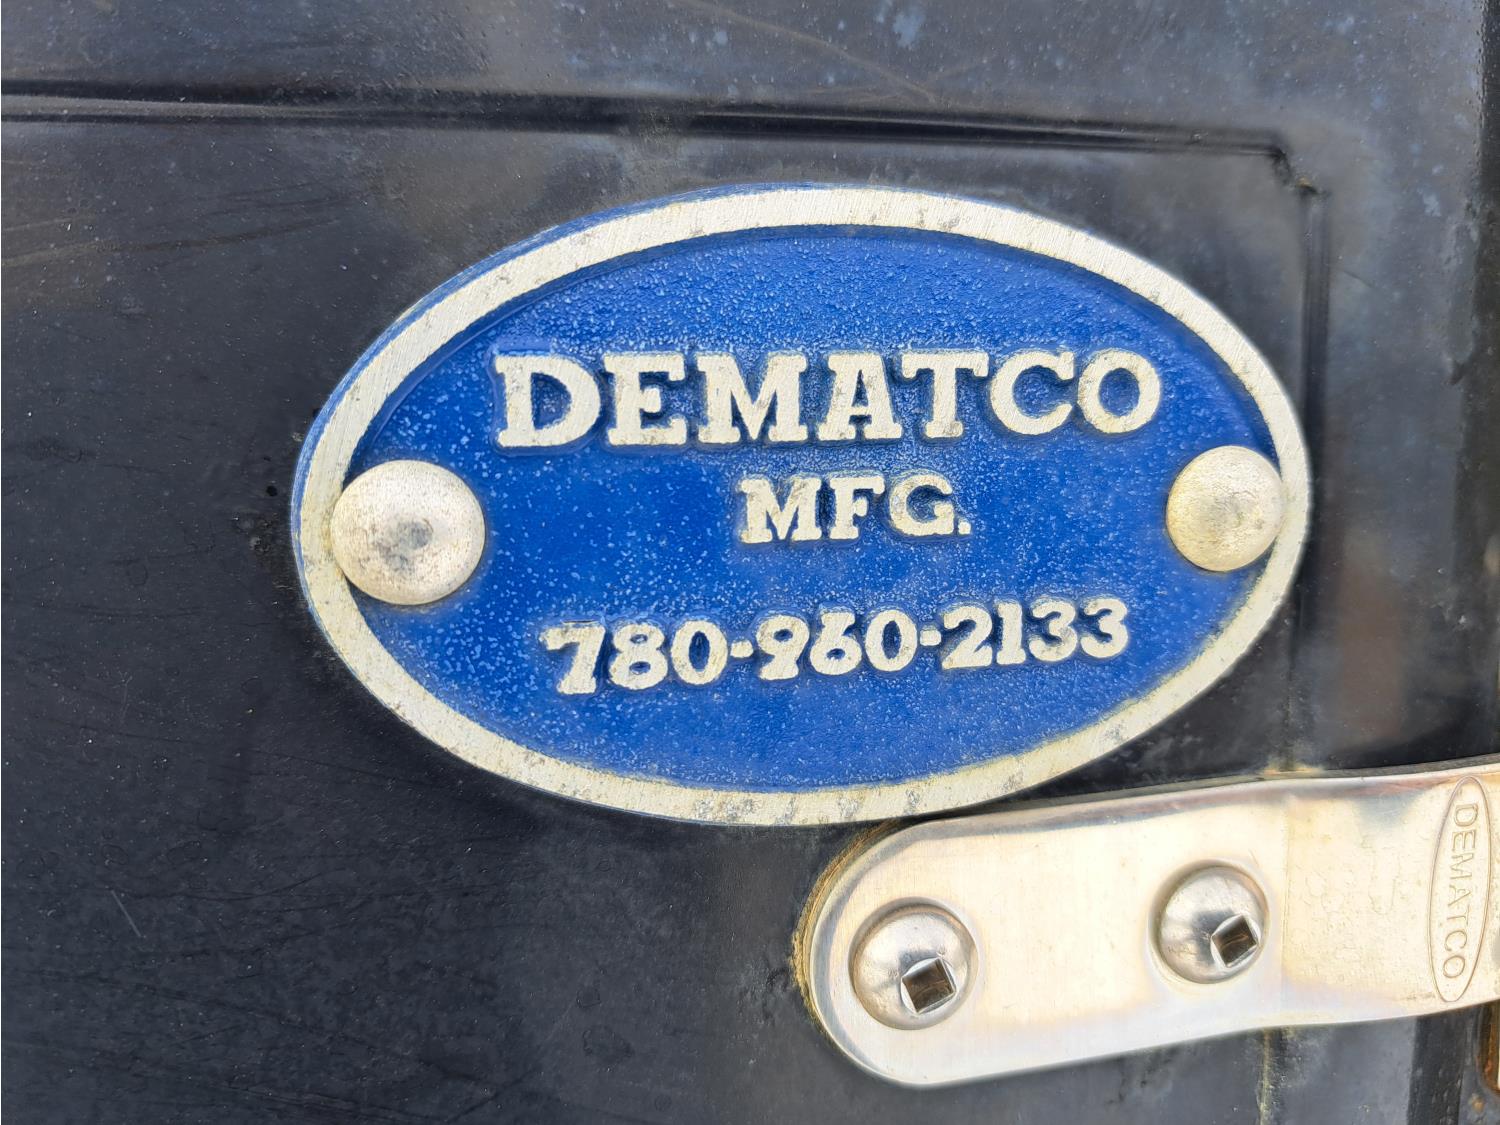 DEMATCO
MFG.
780-960-2133
DEMATCO